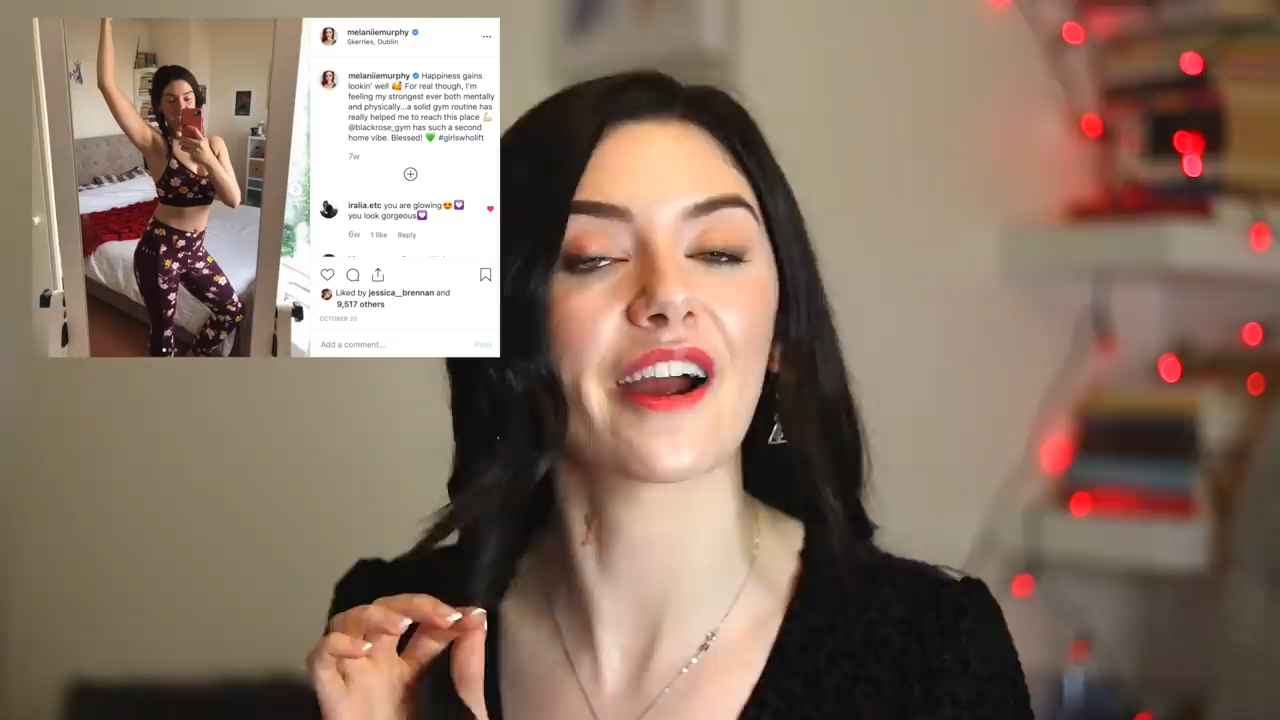 melaniiemurphy
Skerries, Dublin
melaniiemurphy Happiness gains
lookin' well 🥰 For real though, I'm
feeling my strongest ever both mentally
and physically...a solid gym routine has
really helped me to reach this place 💪🏻
@blackrose_gym has such a second
home vibe. Blessed! 💚 #girlswholift
7w
iralia.etc you are glowing😍💟
you look gorgeous💟
6w 1 like Reply
Liked by jessica__brennan and
9,517 others
OCTOBER 20
Add a comment... Post